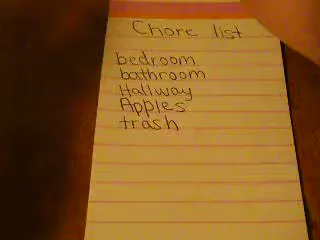 Chore list
bedroom
bathroom
Hallway
Apples
trash